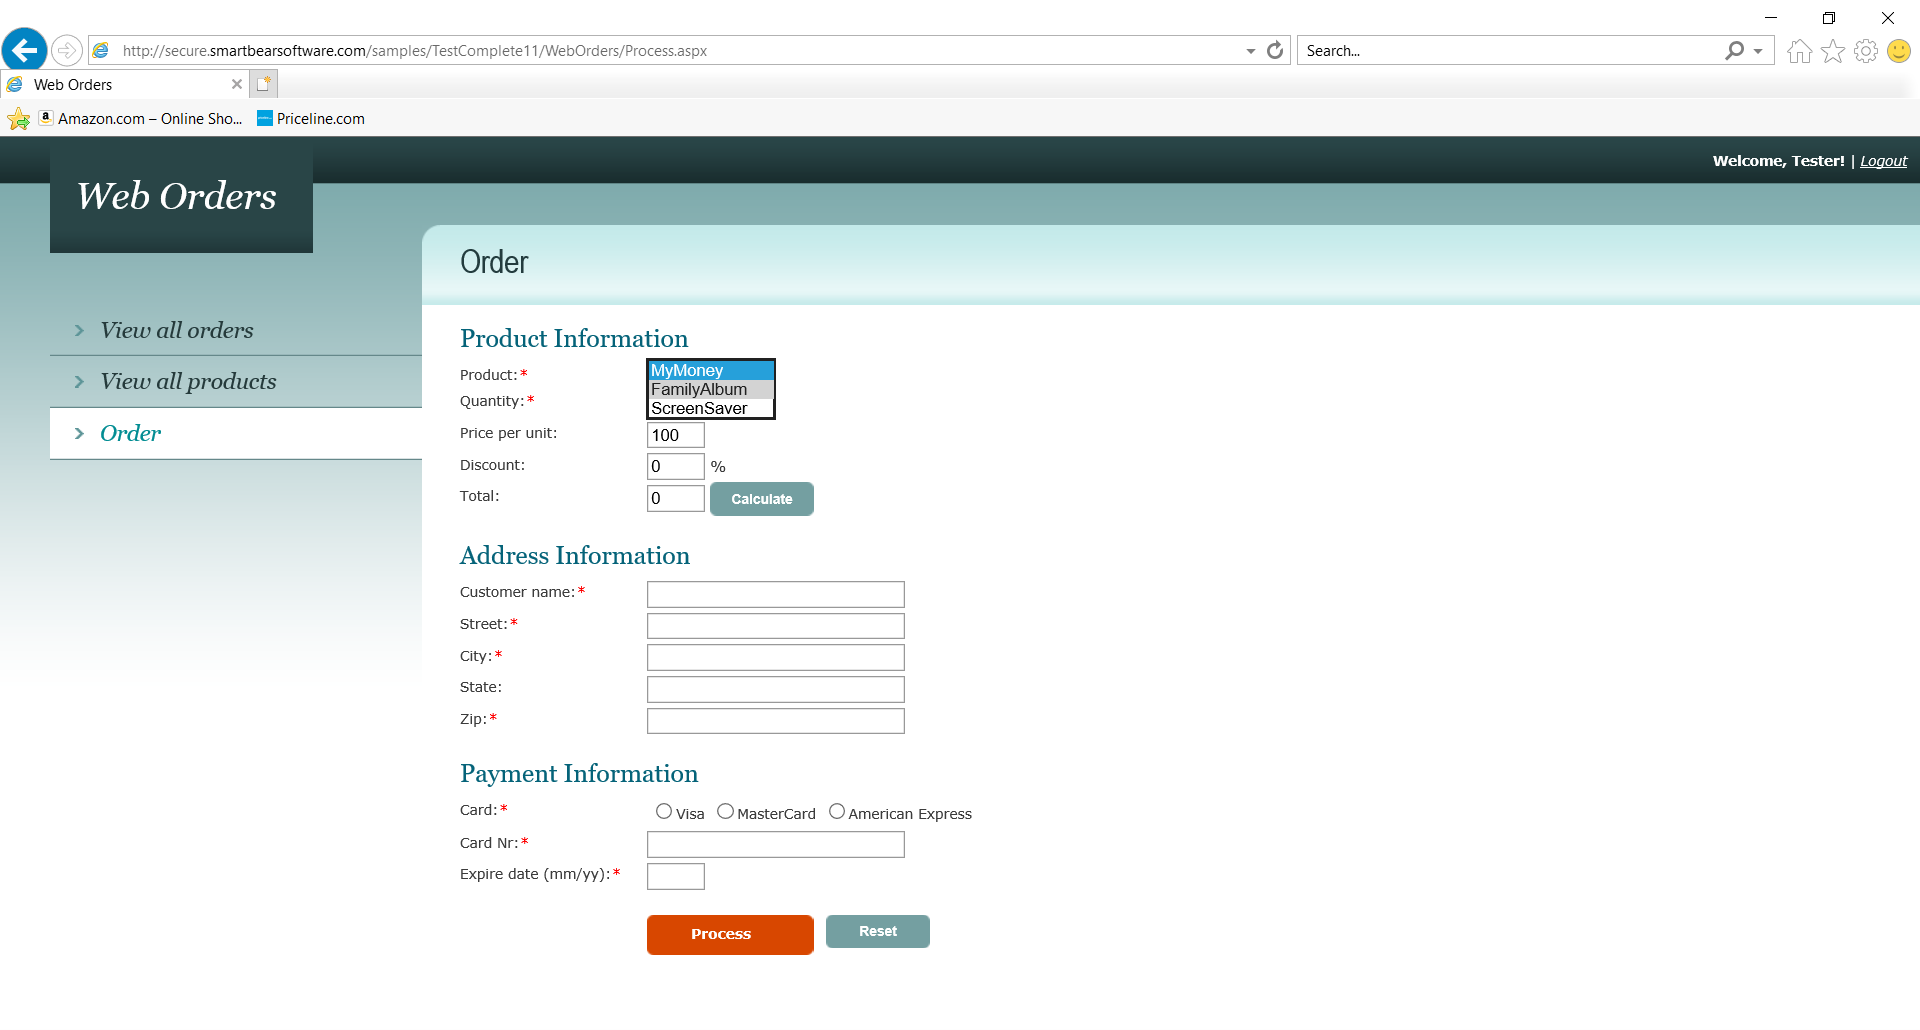 http://secure.smartbearsoftware.com/samples/TestComplete11/WebOrders/Process.aspx
Search...
Web Orders
Amazon.com – Online Sho...
Priceline.com
Welcome, Tester! | Logout
Web Orders
Order
View all orders
View all products
Order
Product Information
Product:*
MyMoney
FamilyAlbum
ScreenSaver
Quantity:*
Price per unit: 100
Discount: 0 %
Total: 0 Calculate
Address Information
Customer name:*
Street:*
City:*
State:
Zip:*
Payment Information
Card:* Visa MasterCard American Express
Card Nr:*
Expire date (mm/yy):*
Process Reset